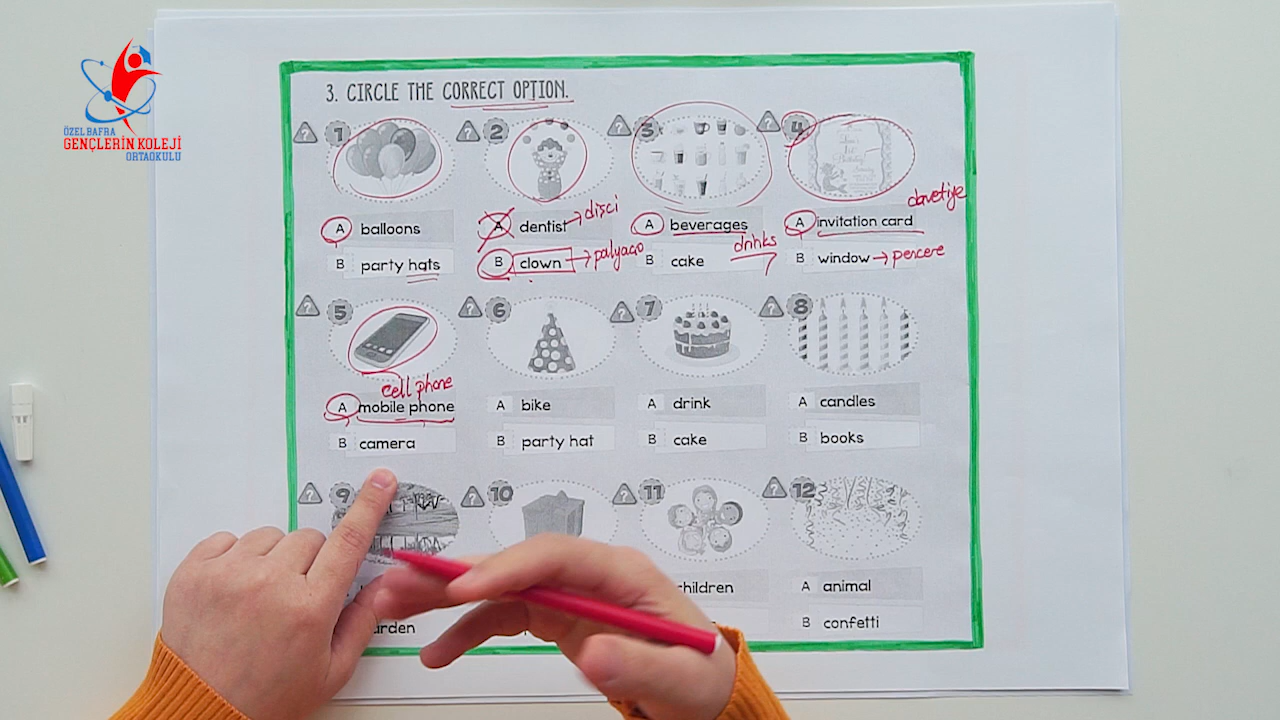 ÖZEL BAFRA
GENÇLERİN KOLEJİ
ORTAOKULU
3. CIRCLE THE CORRECT OPTION.
? 1 ? 2 ? 3 ? 4
davetiye
A balloons A dentist → dişci A beverages A invitation card
drinks
B party hats B clown → palyaço B cake B window → pencere
? 5 ? 6 ? 7 ? 8
cell phone
A mobile phone A bike A drink A candles
B camera B party hat B cake B books
? 9 ? 10 ? 11 ? 12
children A animal
B confetti